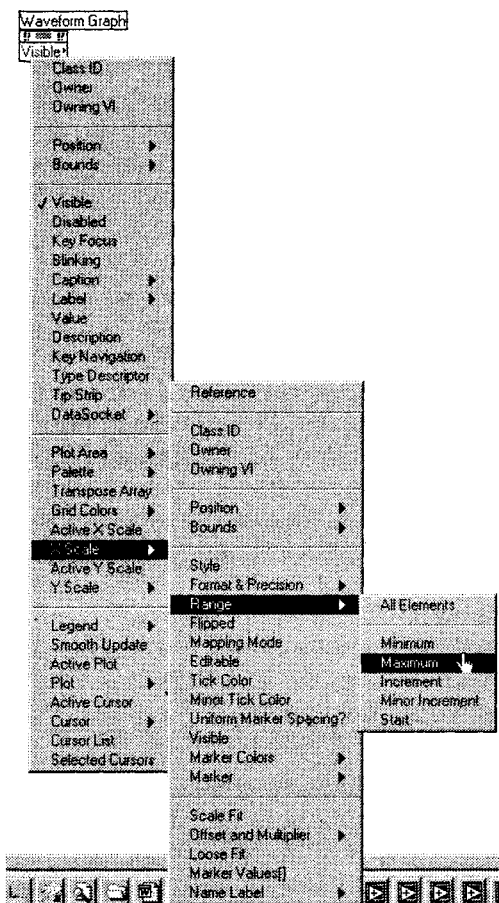 Waveform Graph
Visible
Class ID
Owner
Owning VI
Position
Bounds
Visible
Disabled
Key Focus
Blinking
Caption
Label
Value
Description
Key Navigation
Type Descriptor
Tip Strip
DataSocket
Plot Area
Palette
Transpose Array
Grid Colors
Active X Scale
X Scale
Active Y Scale
Y Scale
Legend
Smooth Update
Active Plot
Plot
Active Cursor
Cursor
Cursor List
Selected Cursors
Reference
Class ID
Owner
Owning VI
Position
Bounds
Style
Format & Precision
Range
Flipped
Mapping Mode
Editable
Tick Color
Minor Tick Color
Uniform Marker Spacing?
Visible
Marker Colors
Marker
Scale Fit
Offset and Multiplier
Loose Fit
Marker Values[]
Name Label
All Elements
Minimum
Maximum
Increment
Minor Increment
Start